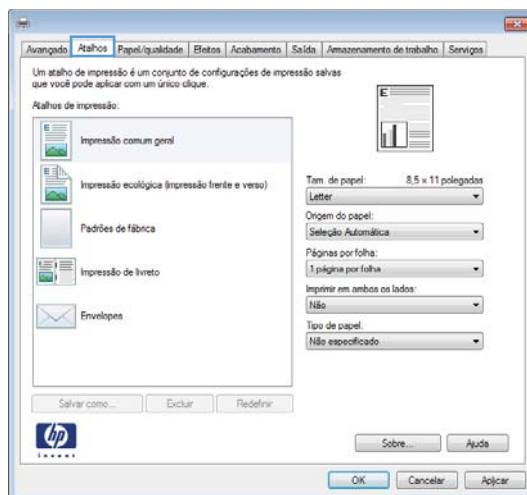 Avançado Atalhos Papel/qualidade Efeitos Acabamento Saída Armazenamento de trabalho Serviços
Um atalho de impressão é um conjunto de configurações de impressão salvas
que você pode aplicar com um único clique.
Atalhos de impressão:
Impressão comum geral
Impressão ecológica (impressão frente e verso)
Padrões de fábrica
Impressão de livreto
Envelopes
E
Tam. de papel: 8,5 × 11 polegadas
Letter
Origem do papel:
Seleção Automática
Páginas por folha:
1 página por folha
Imprimir em ambos os lados:
Não
Tipo de papel:
Não especificado
Salvar como... Excluir Redefinir
hp
invent
Sobre... Ajuda
OK Cancelar Aplicar